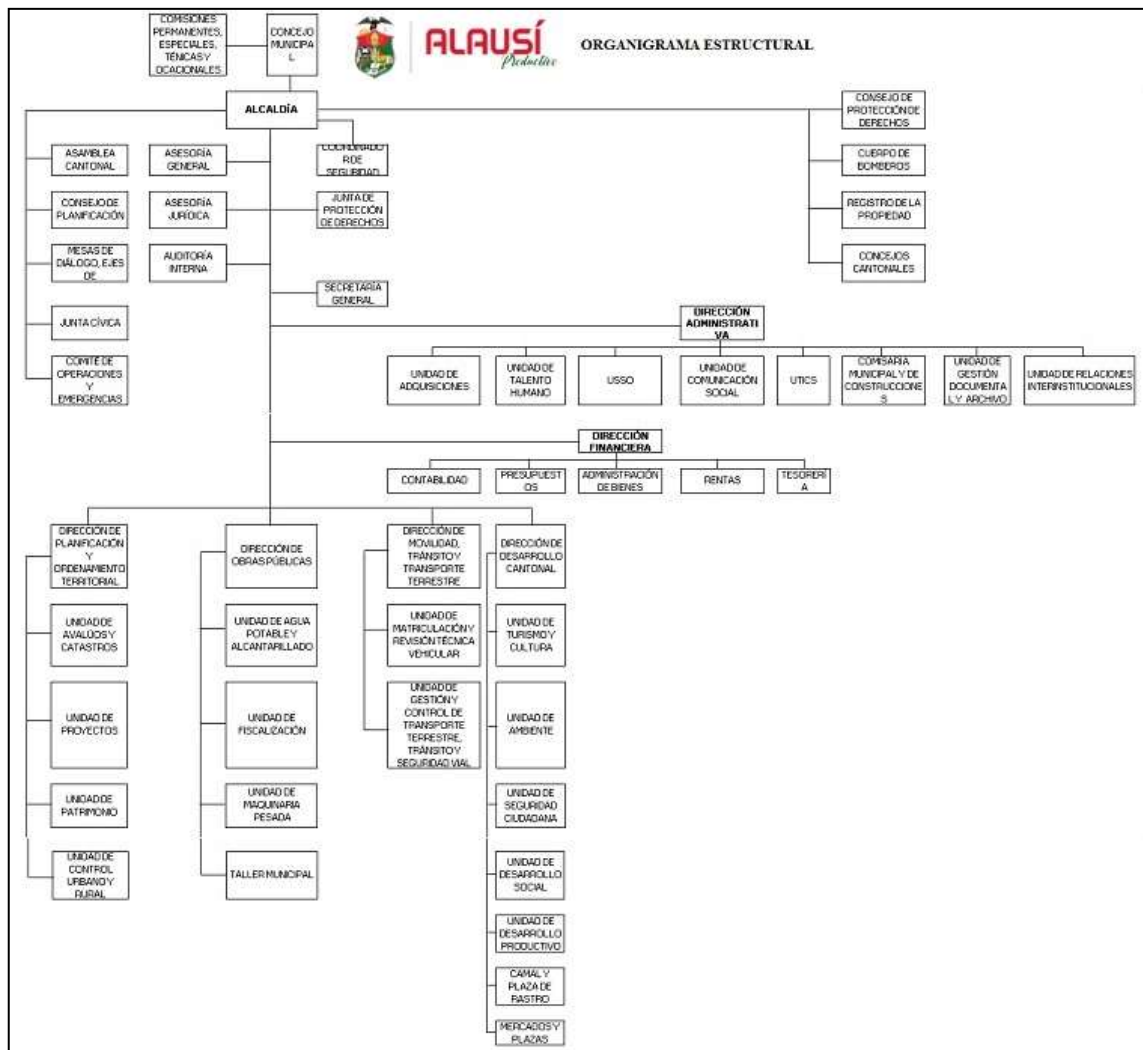 COMISIONES
PERMANENTES,
ESPECIALES,
TÉNICAS Y
OCACIONALES
CONCEJO
MUNICIPA
L
ALAUSÍ
Productivo
ORGANIGRAMA ESTRUCTURAL
ALCALDÍA
CONSEJO DE
PROTECCIÓN DE
DERECHOS
ASAMBLEA
CANTONAL
ASESORÍA
GENERAL
COORDINADO
R DE
SEGURIDAD
CUERPO DE
BOMBEROS
CONSEJO DE
PLANIFICACIÓN
ASESORÍA
JURÍDICA
JUNTA DE
PROTECCIÓN
DE DERECHOS
REGISTRO DE LA
PROPIEDAD
MESAS DE
DIÁLOGO, EJES
DE
AUDITORÍA
INTERNA
CONCEJOS
CANTONALES
SECRETARÍA
GENERAL
JUNTA CÍVICA
DIRECCIÓN
ADMINISTRATI
VA
COMITÉ DE
OPERACIONES
Y
EMERGENCIAS
UNIDAD DE
ADQUISICIONES
UNIDAD DE
TALENTO
HUMANO
USSO
UNIDAD DE
COMUNICACIÓN
SOCIAL
UTICS
COMISARIA
MUNICIPAL Y DE
CONSTRUCCIONE
S
UNIDAD DE
GESTIÓN
DOCUMENTA
L Y ARCHIVO
UNIDAD DE RELACIONES
INTERINSTITUCIONALES
DIRECCIÓN
FINANCIERA
CONTABILIDAD
PRESUPUEST
OS
ADMINISTRACIÓN
DE BIENES
RENTAS
TESORERÍ
A
DIRECCIÓN DE
PLANIFICACIÓN
Y
ORDENAMIENTO
TERRITORIAL
DIRECCIÓN DE
OBRAS PÚBLICAS
DIRECCIÓN DE
MOVILIDAD,
TRÁNSITO Y
TRANSPORTE
TERRESTRE
DIRECCIÓN DE
DESARROLLO
CANTONAL
UNIDAD DE
AVALÚOS Y
CATASTROS
UNIDAD DE AGUA
POTABLE Y
ALCANTARILLADO
UNIDAD DE
MATRICULACIÓN Y
REVISIÓN TÉCNICA
VEHICULAR
UNIDAD DE
TURISMO Y
CULTURA
UNIDAD DE
PROYECTOS
UNIDAD DE
FISCALIZACIÓN
UNIDAD DE
GESTIÓN Y
CONTROL DE
TRANSPORTE
TERRESTRE,
TRÁNSITO Y
SEGURIDAD VIAL
UNIDAD DE
AMBIENTE
UNIDAD DE
PATRIMONIO
UNIDAD DE
MAQUINARIA
PESADA
UNIDAD DE
SEGURIDAD
CIUDADANA
UNIDAD DE
CONTROL
URBANO Y
RURAL
TALLER MUNICIPAL
UNIDAD DE
DESARROLLO
SOCIAL
UNIDAD DE
DESARROLLO
PRODUCTIVO
CAMAL Y
PLAZA DE
RASTRO
MERCADOS Y
PLAZAS